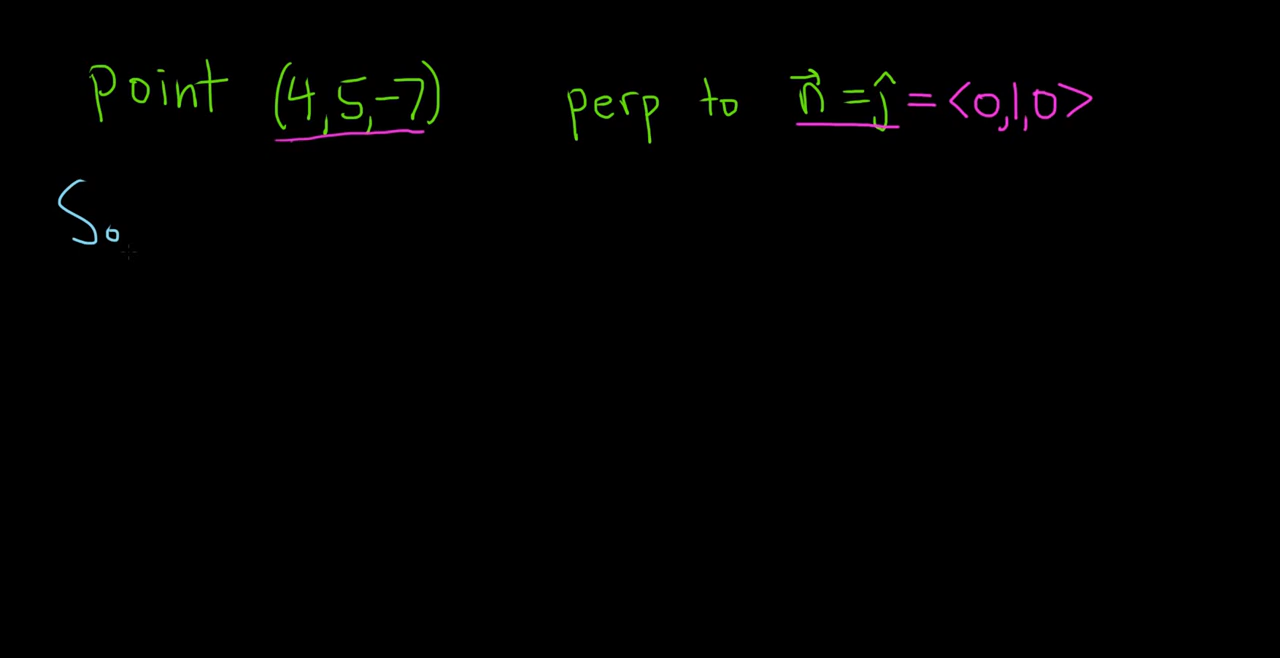 point (4,5,-7) perp to n⃗ = ĵ = <0,1,0>
So